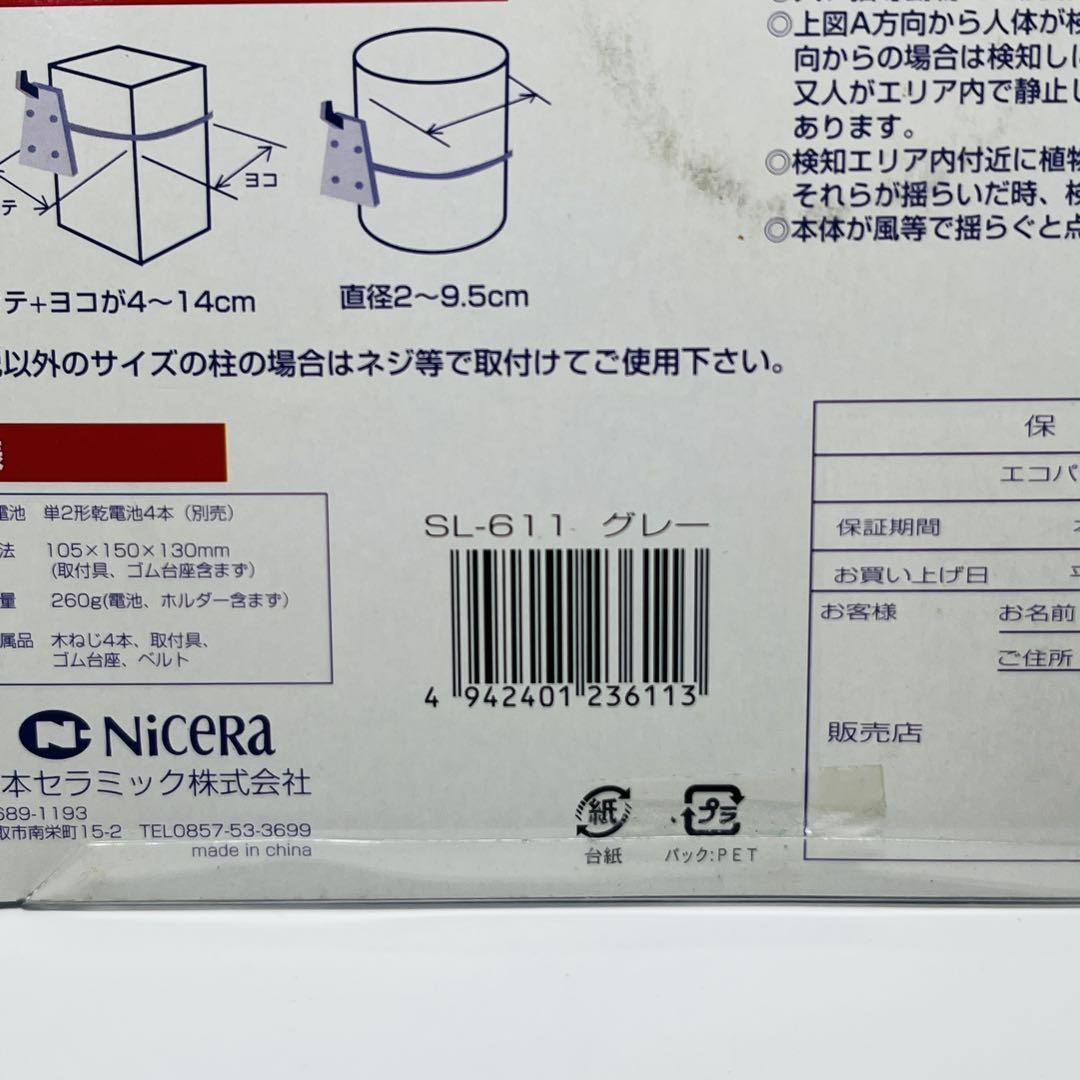 ◎上図A方向から人体が
向からの場合は検知し
又人がエリア内で静止し
あります。
◎検知エリア内付近に植物
それらが揺らいだ時、検
◎本体が風等で揺らぐと点
ヨコ
テ
テ+ヨコが4〜14cm
直径2〜9.5cm
以外のサイズの柱の場合はネジ等で取付けてご使用下さい。
電池 単2形乾電池4本（別売）
法 105×150×130mm
(取付具、ゴム台座含まず)
量 260g(電池、ホルダー含まず)
属品 木ねじ4本、取付具、
ゴム台座、ベルト
NiCERA
本セラミック株式会社
689-1193
取市南栄町15-2 TEL0857-53-3699
made in china
SL-611 グレー
4 942401 236113
紙
台紙
プラ
パック:PET
保
エコパ
保証期間
お買い上げ日
お客様 お名前
ご住所
販売店